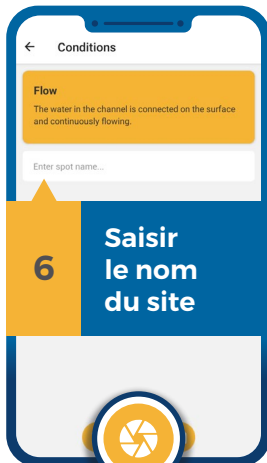 ← Conditions
Flow
The water in the channel is connected on the surface
and continuously flowing.
Enter spot name...
6
Saisir
le nom
du site